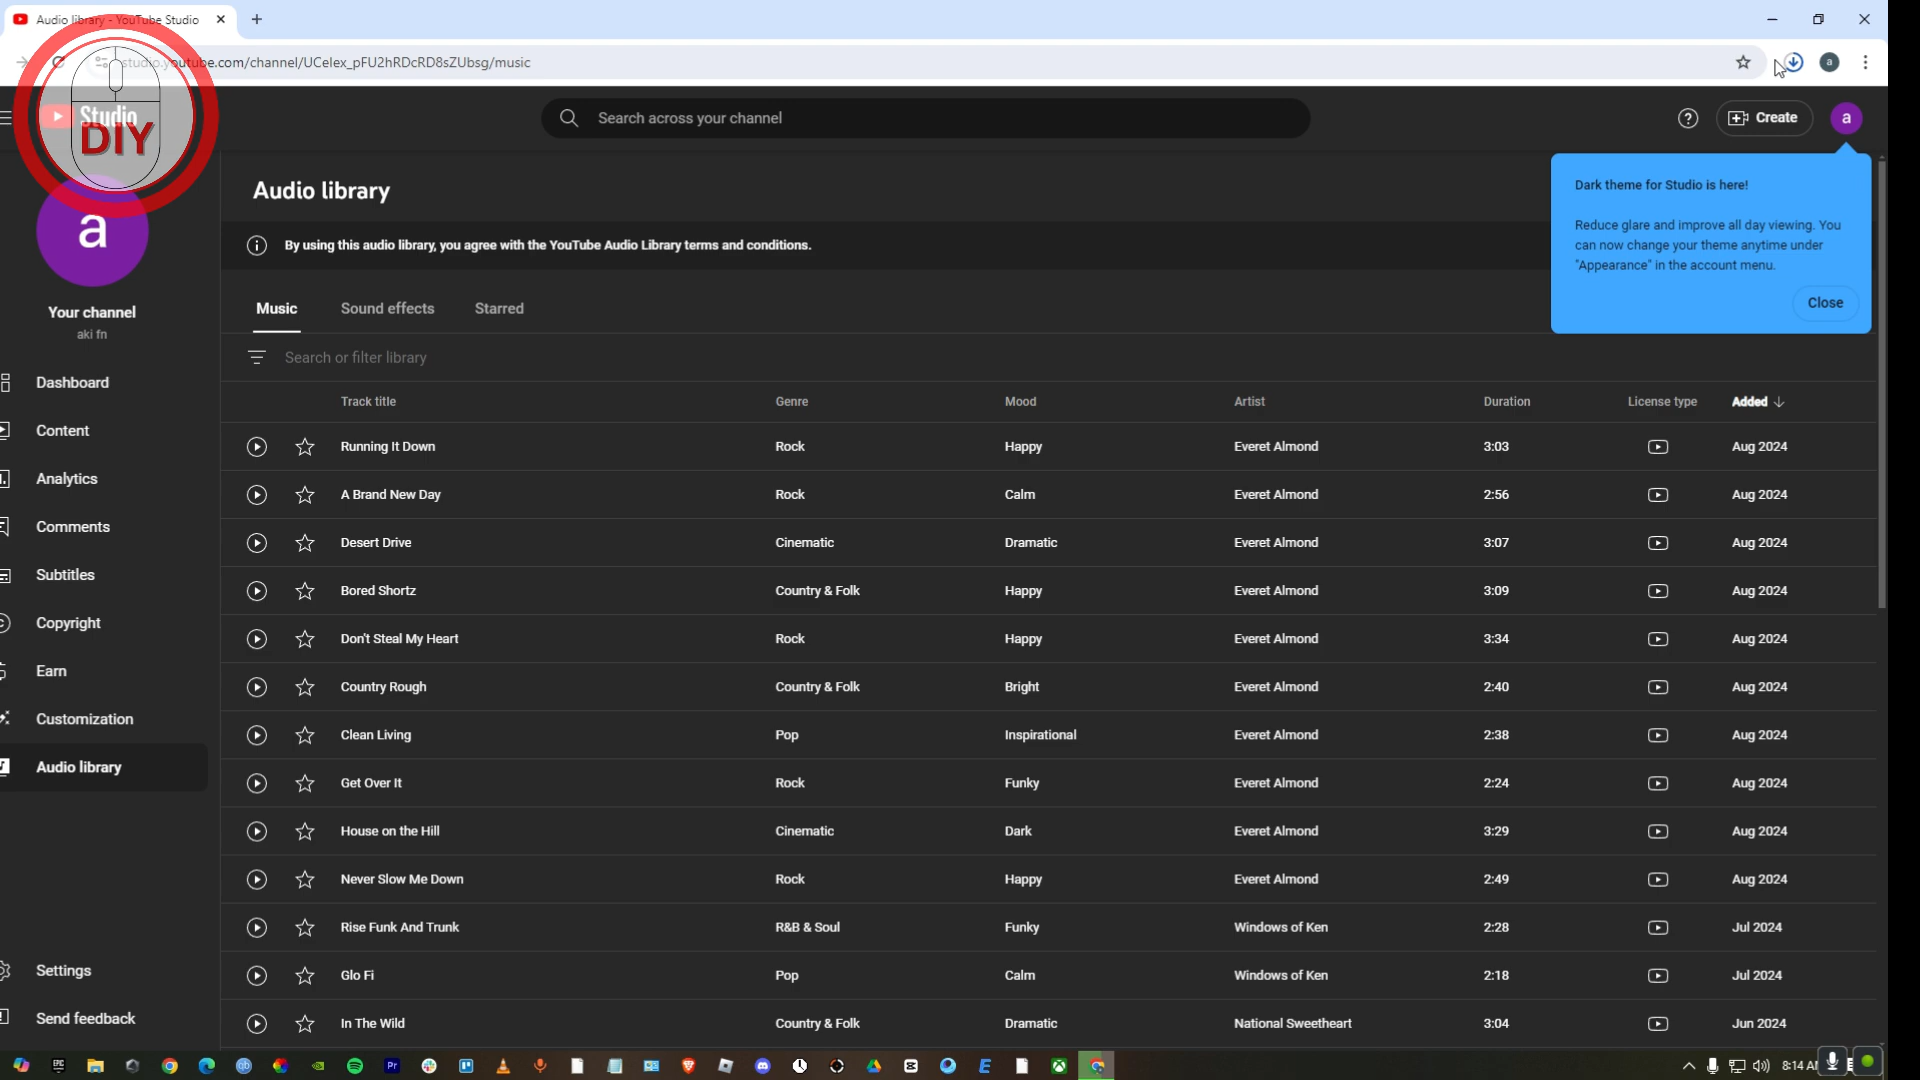 Audio library - YouTube Studio
studio.youtube.com/channel/UCelex_pFU2hRDcRD8sZUbsg/music
Studio
DIY
Search across your channel
Create
a
Dark theme for Studio is here!
Reduce glare and improve all day viewing. You
can now change your theme anytime under
"Appearance" in the account menu.
Close
a
Your channel
aki fn
Dashboard
Content
Analytics
Comments
Subtitles
Copyright
Earn
Customization
Audio library
Settings
Send feedback
Audio library
By using this audio library, you agree with the YouTube Audio Library terms and conditions.
Music Sound effects Starred
Search or filter library
Track title Genre Mood Artist Duration License type Added
Running It Down Rock Happy Everet Almond 3:03 Aug 2024
A Brand New Day Rock Calm Everet Almond 2:56 Aug 2024
Desert Drive Cinematic Dramatic Everet Almond 3:07 Aug 2024
Bored Shortz Country & Folk Happy Everet Almond 3:09 Aug 2024
Don't Steal My Heart Rock Happy Everet Almond 3:34 Aug 2024
Country Rough Country & Folk Bright Everet Almond 2:40 Aug 2024
Clean Living Pop Inspirational Everet Almond 2:38 Aug 2024
Get Over It Rock Funky Everet Almond 2:24 Aug 2024
House on the Hill Cinematic Dark Everet Almond 3:29 Aug 2024
Never Slow Me Down Rock Happy Everet Almond 2:49 Aug 2024
Rise Funk And Trunk R&B & Soul Funky Windows of Ken 2:28 Jul 2024
Glo Fi Pop Calm Windows of Ken 2:18 Jul 2024
In The Wild Country & Folk Dramatic National Sweetheart 3:04 Jun 2024
EPIC
qb
Pr
E
8:14 A